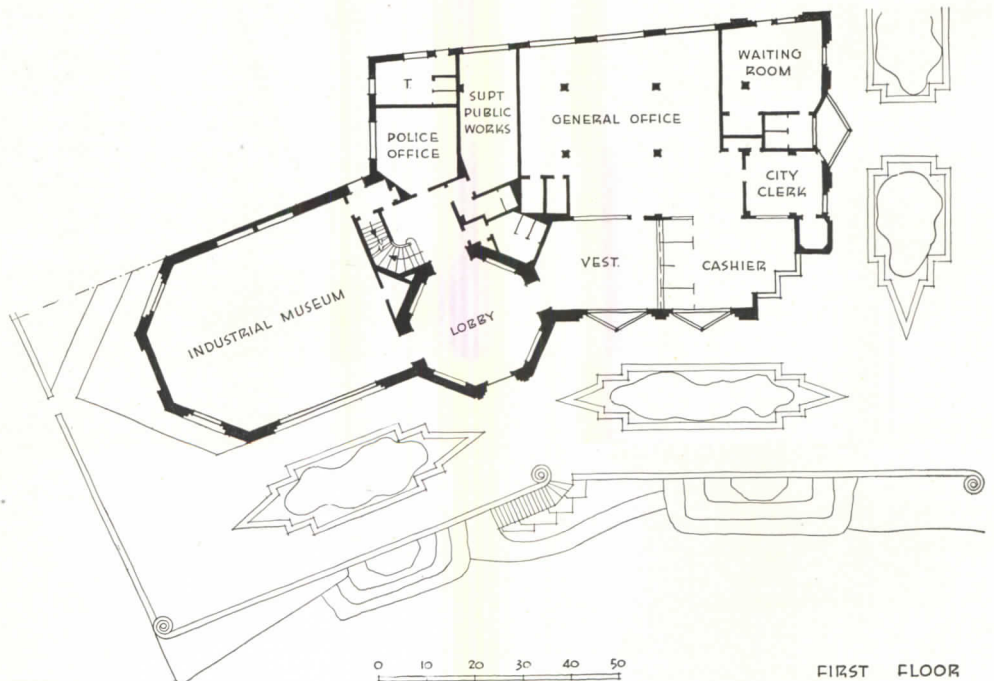 WAITING
ROOM
T.
SUPT
PUBLIC
WORKS
GENERAL OFFICE
POLICE
OFFICE
CITY
CLERK
VEST.
CASHIER
INDUSTRIAL MUSEUM
LOBBY
0 10 20 30 40 50
FIRST FLOOR